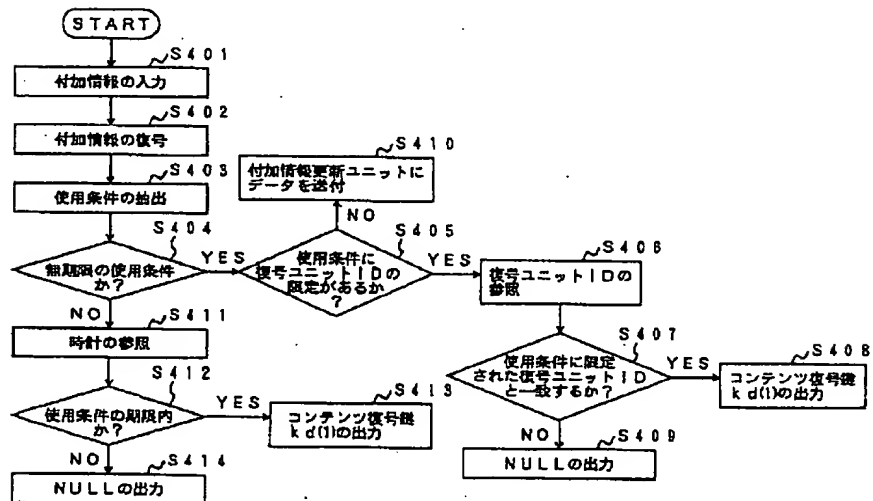 START
S401
付加情報の入力
S402
付加情報の復号
S403
使用条件の抽出
S404
無期限の使用条件
か?
YES
NO
S410
付加情報更新ユニットに
データを送付
NO
S405
使用条件に
復号ユニットIDの
限定があるか
?
YES
S406
復号ユニットIDの
参照
S407
使用条件に限定
された復号ユニットID
と一致するか?
YES
S408
コンテンツ復号鍵
kd(1)の出力
NO
S409
NULLの出力
S411
時計の参照
S412
使用条件の期限内
か?
YES
S413
コンテンツ復号鍵
kd(1)の出力
NO
S414
NULLの出力